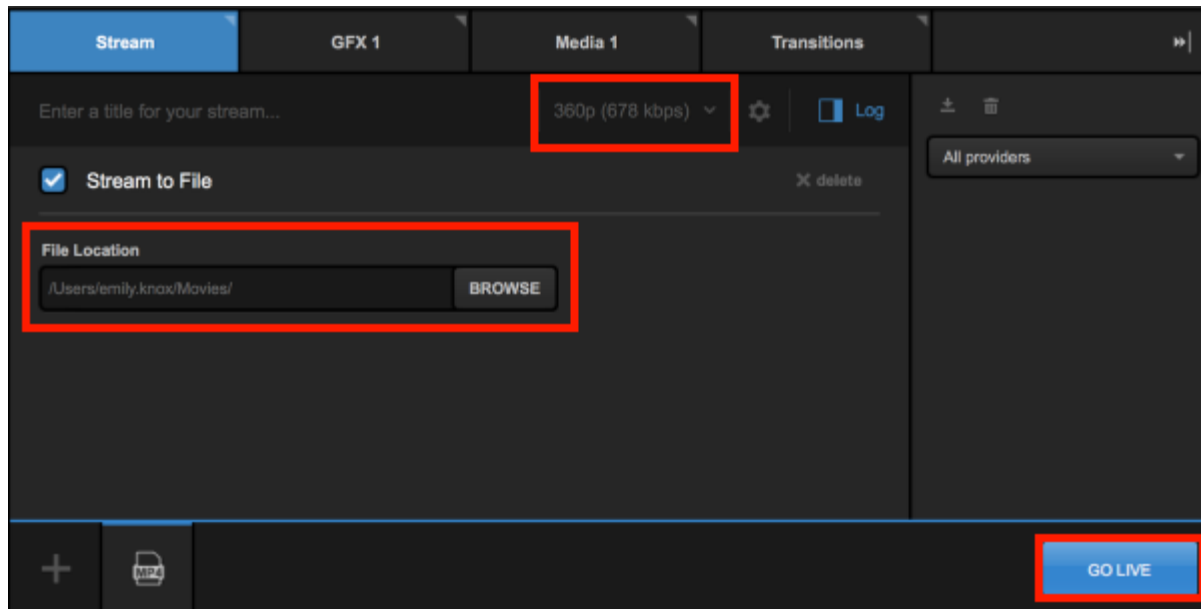 Stream
GFX 1
Media 1
Transitions
Enter a title for your stream...
360p (678 kbps)
Log
All providers
Stream to File
delete
File Location
/Users/emily.knox/Movies/
BROWSE
MP4
GO LIVE